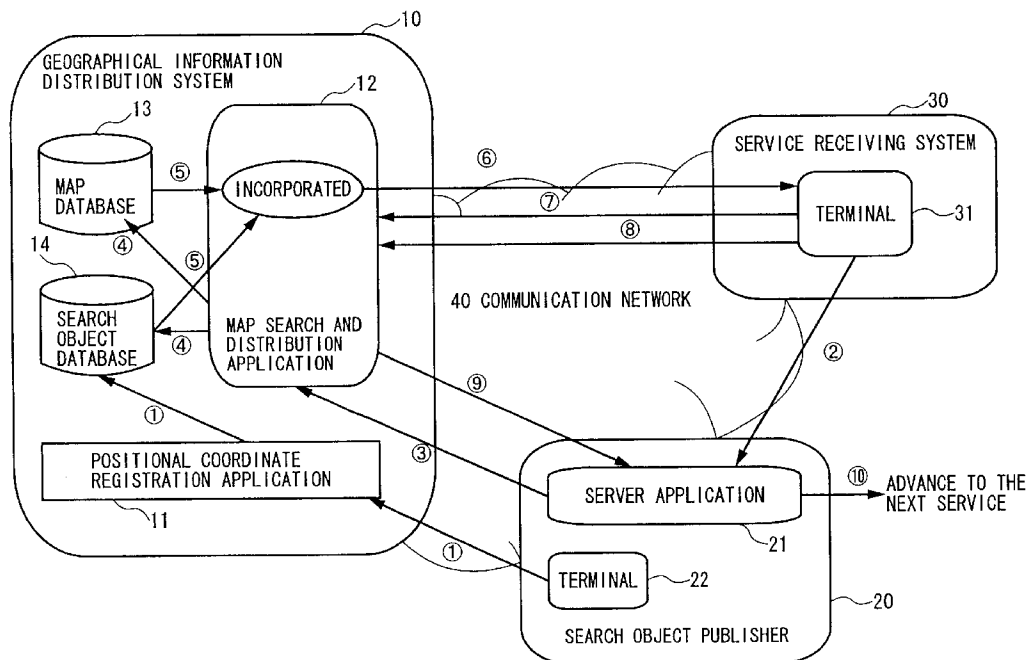 10
GEOGRAPHICAL INFORMATION
DISTRIBUTION SYSTEM
12
13
MAP
DATABASE
⑤
INCORPORATED
④
⑤
14
SEARCH
OBJECT
DATABASE
④
MAP SEARCH AND
DISTRIBUTION
APPLICATION
①
POSITIONAL COORDINATE
REGISTRATION APPLICATION
11
⑥
⑦
⑧
40 COMMUNICATION NETWORK
30
SERVICE RECEIVING SYSTEM
TERMINAL
31
②
⑨
③
①
SERVER APPLICATION
21
⑩
ADVANCE TO THE
NEXT SERVICE
TERMINAL
22
20
SEARCH OBJECT PUBLISHER